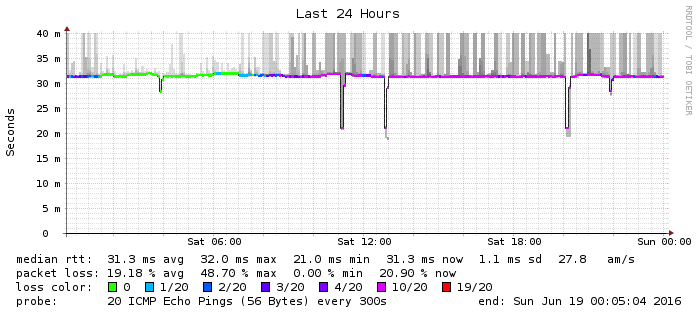 Last 24 Hours
RRDTOOL / TOBI OETIKER
Seconds
40 m
35 m
30 m
25 m
20 m
15 m
10 m
5 m
0
Sat 06:00 Sat 12:00 Sat 18:00 Sun 00:00
median rtt: 31.3 ms avg 32.0 ms max 21.0 ms min 31.3 ms now 1.1 ms sd 27.8 am/s
packet loss: 19.18 % avg 48.70 % max 0.00 % min 20.90 % now
loss color: 0 1/20 2/20 3/20 4/20 10/20 19/20
probe: 20 ICMP Echo Pings (56 Bytes) every 300s end: Sun Jun 19 00:05:04 2016